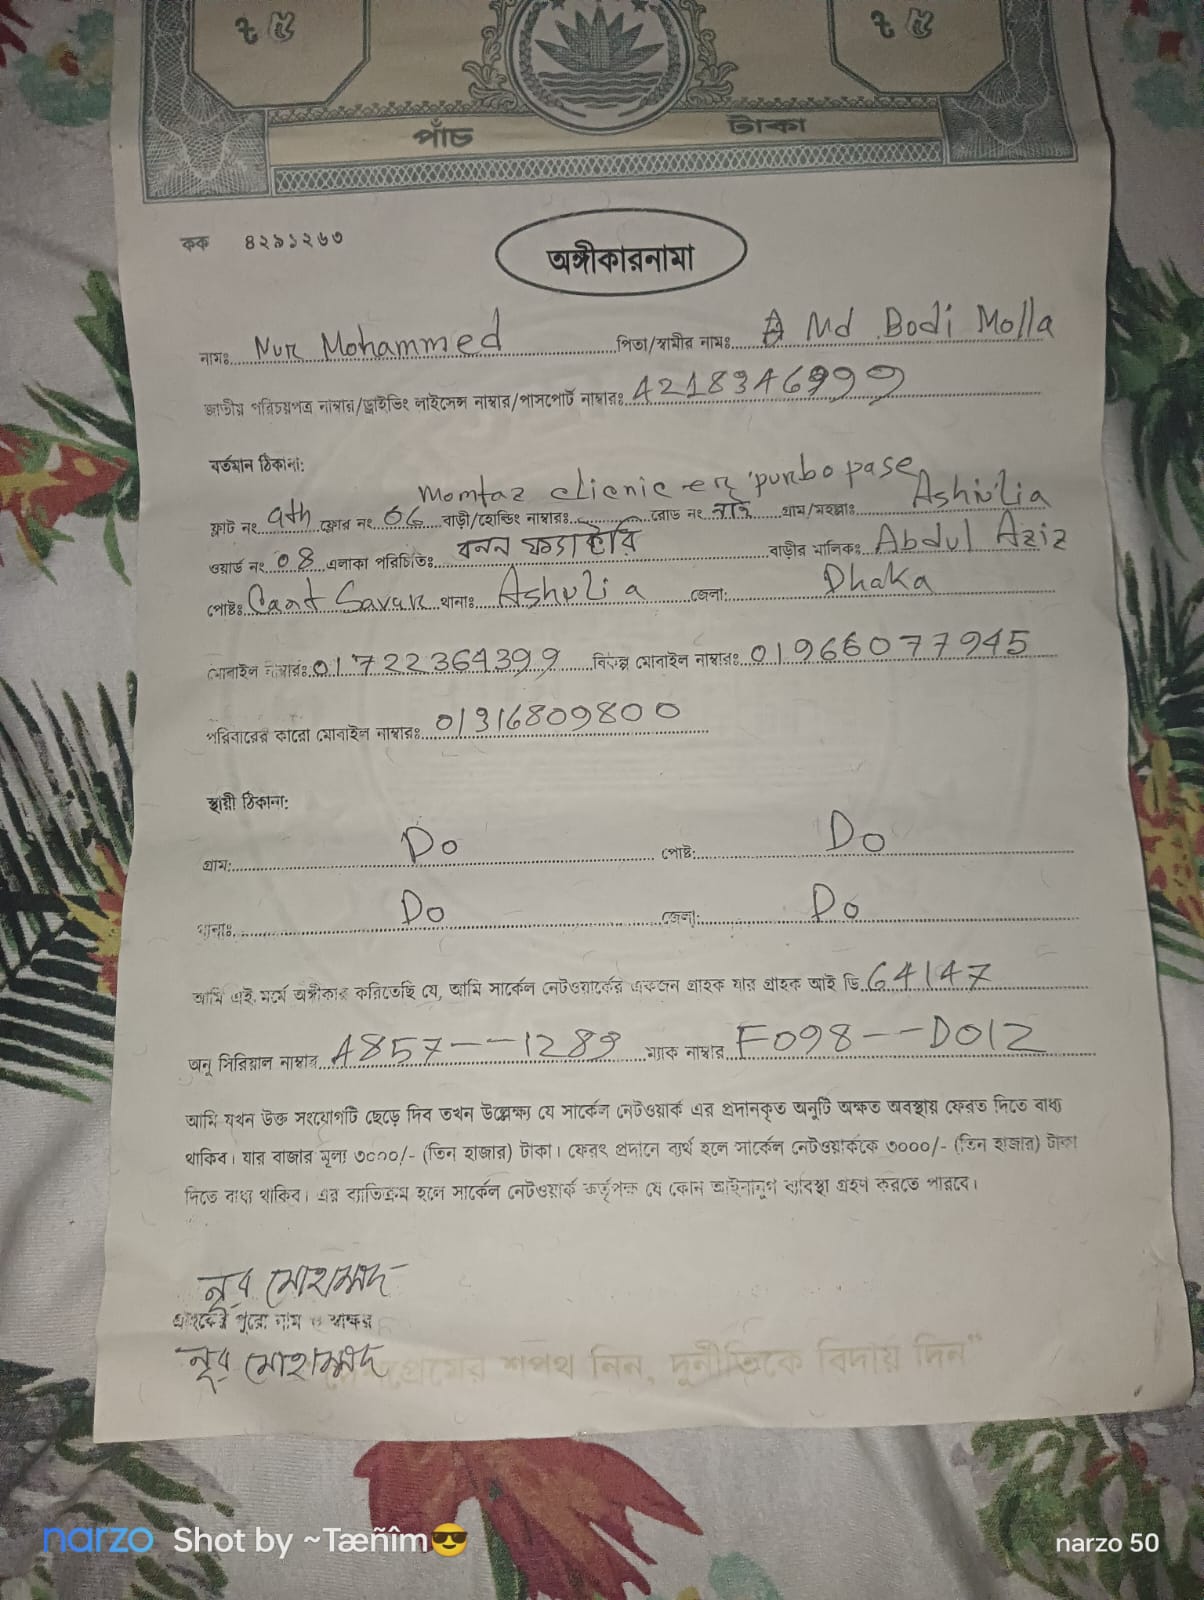 ৳ ৫ ৳ ৫
পাঁচ টাকা
কক ৪২৯১২৬৩
অঙ্গীকারনামা
নামঃ Nur Mohammed পিতা/স্বামীর নামঃ Md Bodi Molla
জাতীয় পরিচয়পত্র নাম্বার/ড্রাইভিং লাইসেন্স নাম্বার/পাসপোর্ট নাম্বারঃ
বর্তমান ঠিকানা:
Momtaz clienic er purbo pase
ফ্লাট নং 9th ফ্লোর নং 06 বাড়ী/হোল্ডিং নাম্বারঃ রোড নং নাই গ্রাম/মহল্লাঃ Ashulia
ওয়ার্ড নং 08 এলাকা পরিচিতিঃ বাড়ীর মালিকঃ Abdul Aziz
পোষ্টঃ Cant Savar থানাঃ Ashulia জেলা: Dhaka
মোবাইল নাম্বারঃ 01722364399 বিকল্প মোবাইল নাম্বারঃ 01966077945
পরিবারের কারো মোবাইল নাম্বারঃ 01316809800
স্থায়ী ঠিকানা:
গ্রাম: Do পোষ্ট: Do
থানাঃ Do জেলা: Do
আমি এই মর্মে অঙ্গীকার করিতেছি যে, আমি সার্কেল নেটওয়ার্কের একজন গ্রাহক যার গ্রাহক আই ডি 64147
অনু সিরিয়াল নাম্বার A857--1289 ম্যাক নাম্বার F098--D012
আমি যখন উক্ত সংযোগটি ছেড়ে দিব তখন উল্লেক্ষ্য যে সার্কেল নেটওয়ার্ক এর প্রদানকৃত অনুটি অক্ষত অবস্থায় ফেরত দিতে বাধ্য
থাকিব। যার বাজার মূল্য ৩০০০/- (তিন হাজার) টাকা। ফেরৎ প্রদানে ব্যর্থ হলে সার্কেল নেটওয়ার্ককে ৩০০০/- (তিন হাজার) টাকা
দিতে বাধ্য থাকিব। এর ব্যতিক্রম হলে সার্কেল নেটওয়ার্ক কর্তৃপক্ষ যে কোন আইনানুগ ব্যবস্থা গ্রহণ করতে পারবে।
নূর মোহাম্মদ
গ্রাহকের পুরো নাম ও স্বাক্ষর
নূর মোহাম্মদ
শপথ নিন, দুর্নীতিকে বিদায় দিন"
narzo Shot by ~Tæñîm😎 narzo 50